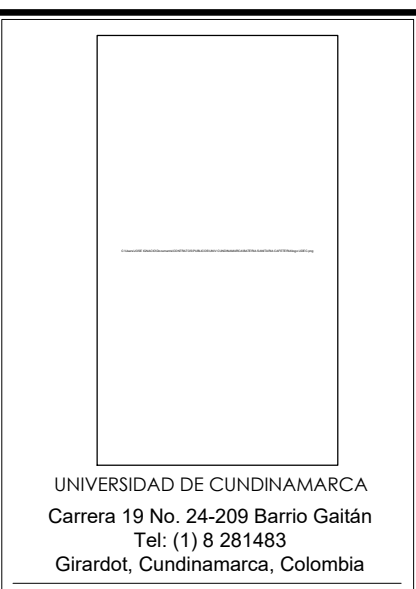 UNIVERSIDAD DE CUNDINAMARCA
Carrera 19 No. 24-209 Barrio Gaitán
Tel: (1) 8 281483
Girardot, Cundinamarca, Colombia